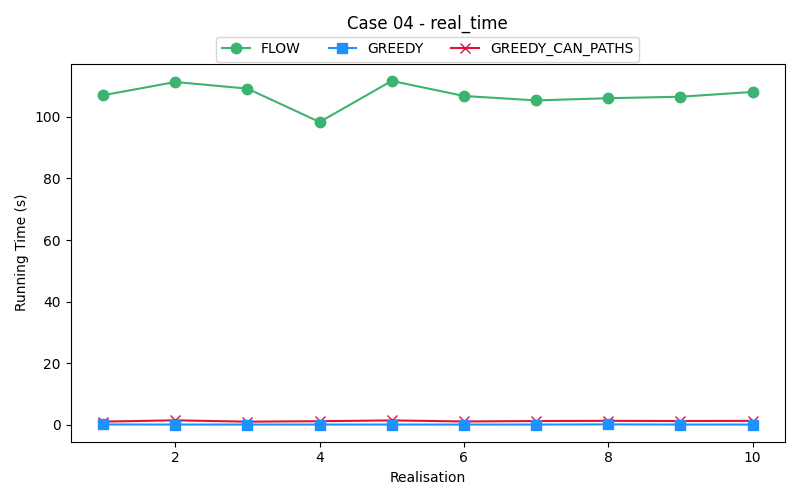 Case 04 - real_time
FLOW GREEDY GREEDY_CAN_PATHS
100
80
60
40
20
0
Running Time (s)
2 4 6 8 10
Realisation